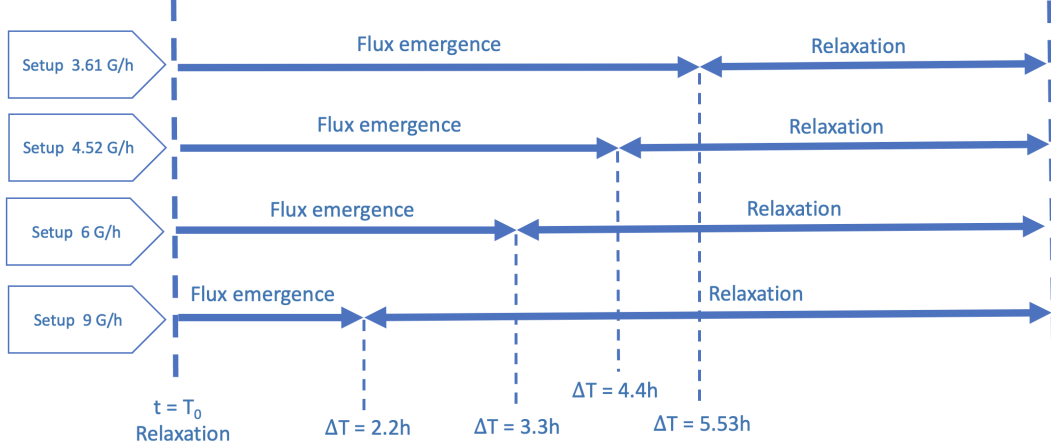 Flux emergence
Relaxation
Setup 3.61 G/h
Flux emergence
Relaxation
Setup 4.52 G/h
Flux emergence
Relaxation
Setup 6 G/h
Flux emergence
Relaxation
Setup 9 G/h
t = T₀
Relaxation
ΔT = 2.2h
ΔT = 3.3h
ΔT = 4.4h
ΔT = 5.53h